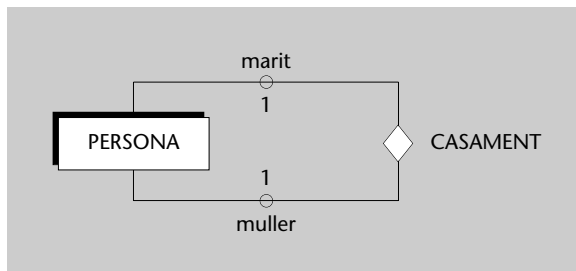 marit
1
PERSONA
CASAMENT
1
muller